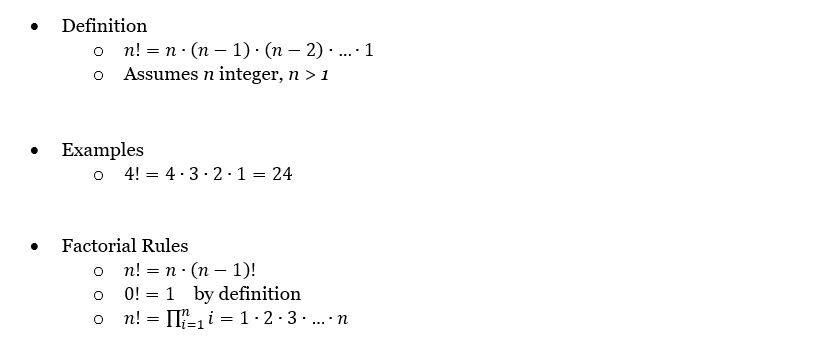 • Definition
o n! = n · (n − 1) · (n − 2) · … · 1
o Assumes n integer, n > 1
• Examples
o 4! = 4 · 3 · 2 · 1 = 24
• Factorial Rules
o n! = n · (n − 1)!
o 0! = 1 by definition
o n! = ∏ⁿᵢ₌₁ i = 1 · 2 · 3 · … · n